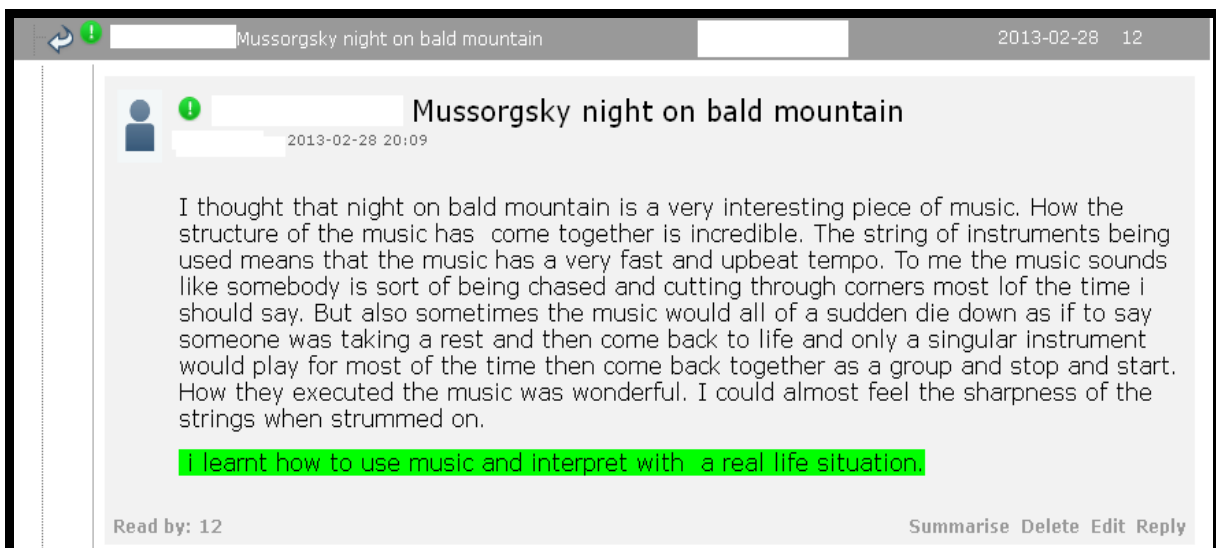 Mussorgsky night on bald mountain 2013-02-28 12
Mussorgsky night on bald mountain
2013-02-28 20:09
I thought that night on bald mountain is a very interesting piece of music. How the
structure of the music has come together is incredible. The string of instruments being
used means that the music has a very fast and upbeat tempo. To me the music sounds
like somebody is sort of being chased and cutting through corners most lof the time i
should say. But also sometimes the music would all of a sudden die down as if to say
someone was taking a rest and then come back to life and only a singular instrument
would play for most of the time then come back together as a group and stop and start.
How they executed the music was wonderful. I could almost feel the sharpness of the
strings when strummed on.
i learnt how to use music and interpret with a real life situation.
Read by: 12 Summarise Delete Edit Reply